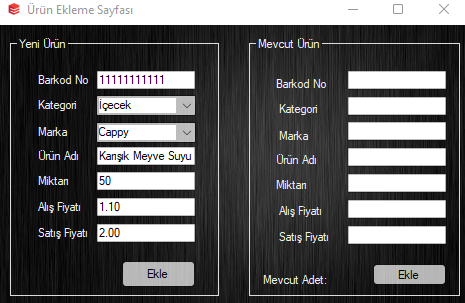 Ürün Ekleme Sayfası
Yeni Ürün
Barkod No 11111111111
Kategori İçecek
Marka Cappy
Ürün Adı Karışık Meyve Suyu
Miktarı 50
Alış Fiyatı 1.10
Satış Fiyatı 2.00
Ekle
Mevcut Ürün
Barkod No
Kategori
Marka
Ürün Adı
Miktarı
Alış Fiyatı
Satış Fiyatı
Mevcut Adet:
Ekle